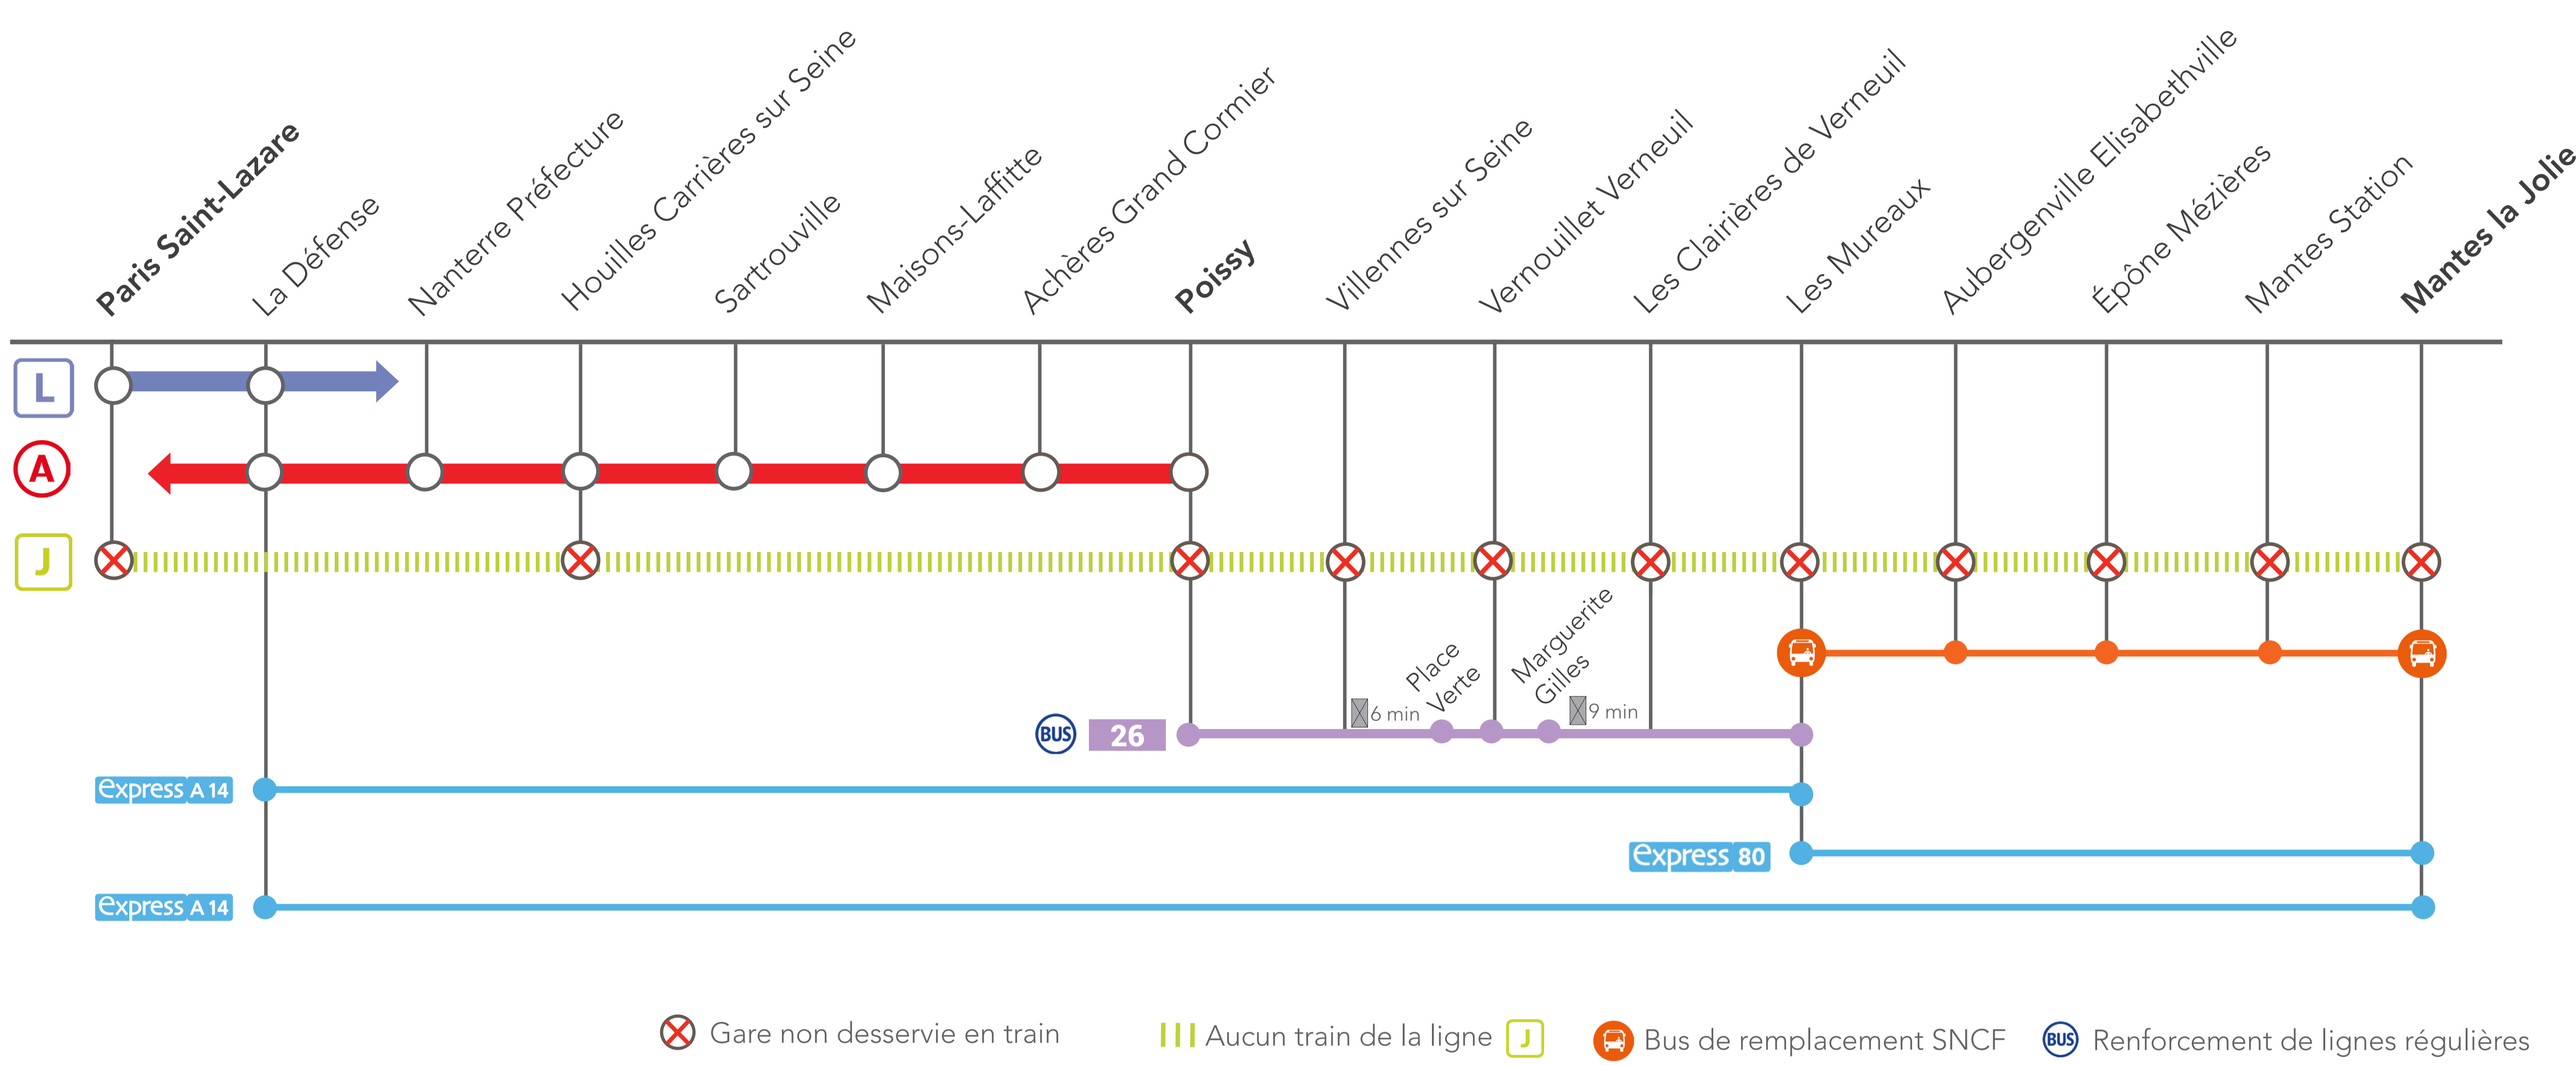 Paris Saint-Lazare
La Défense
Nanterre Préfecture
Houilles Carrières sur Seine
Sartrouville
Maisons-Laffitte
Achères Grand Cormier
Poissy
Villennes sur Seine
Vernouillet Verneuil
Les Clairières de Verneuil
Les Mureaux
Aubergenville Elisabethville
Épône Mézières
Mantes Station
Mantes la Jolie
L
A
J
Place
Verte
Marguerite
Gilles
6 min
9 min
BUS 26
express A 14
express 80
express A 14
Gare non desservie en train
Aucun train de la ligne J
Bus de remplacement SNCF
BUS Renforcement de lignes régulières